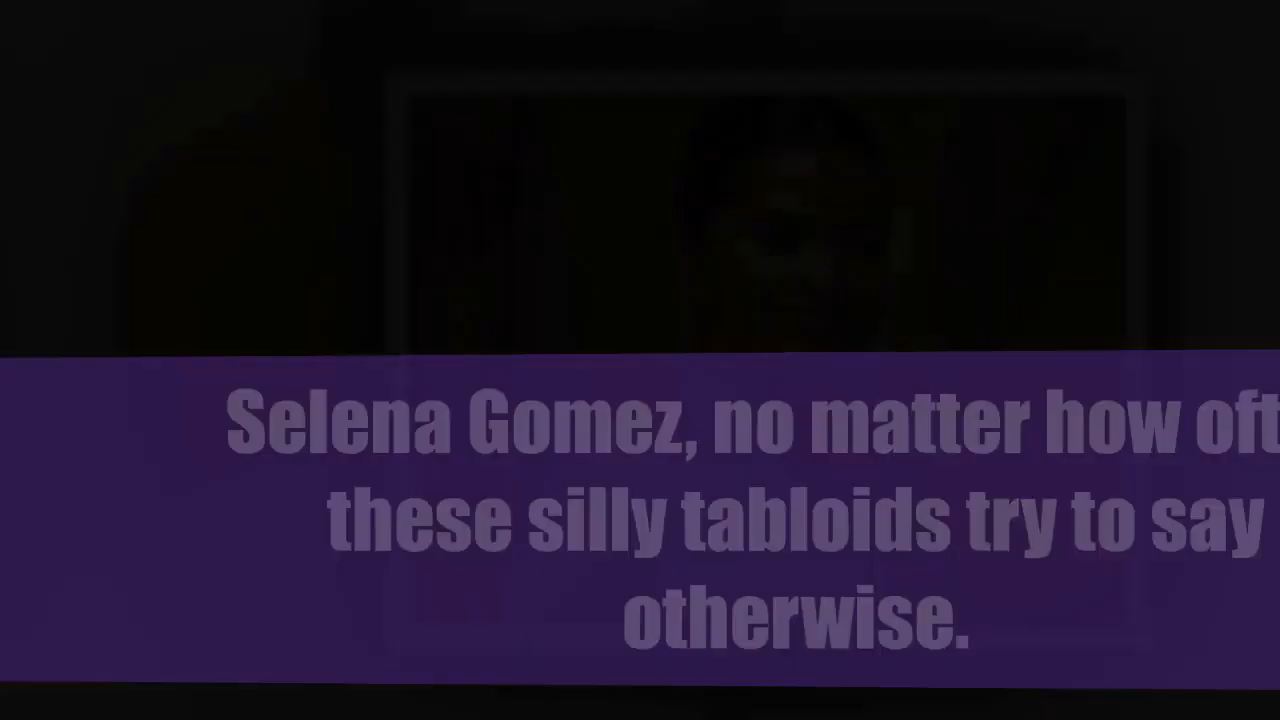 Selena Gomez, no matter how oft
these silly tabloids try to say
otherwise.